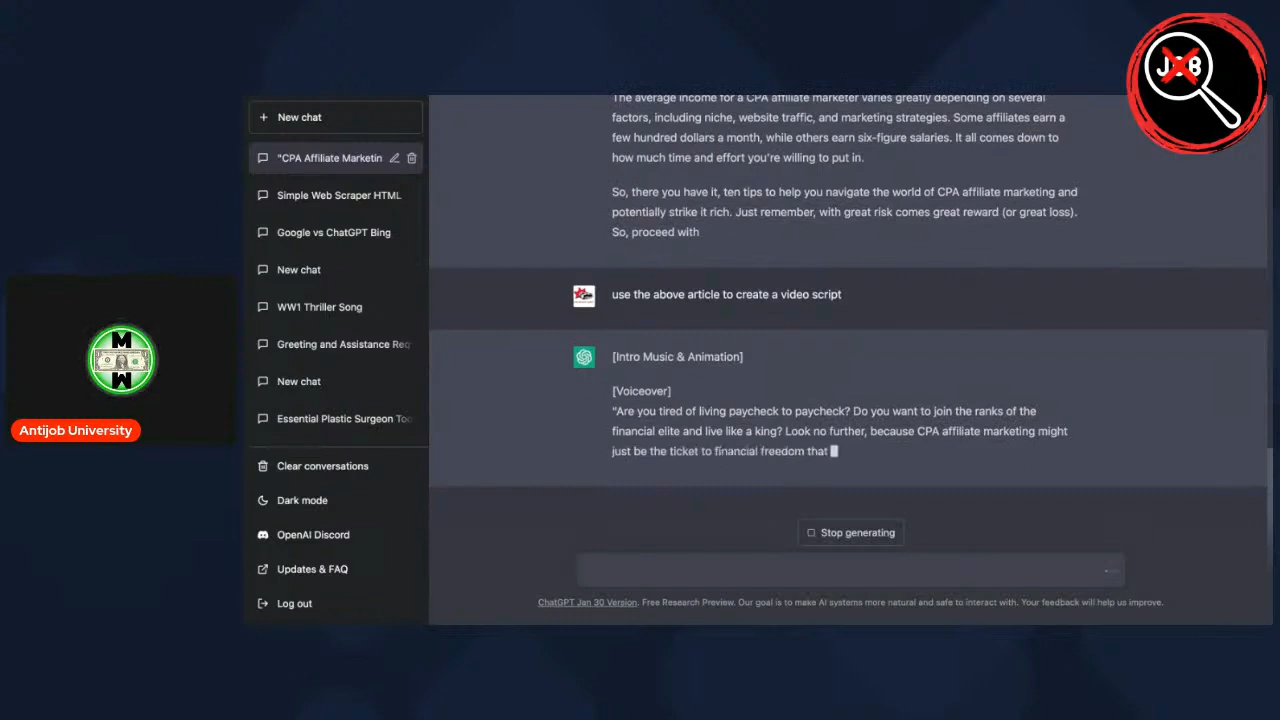 JOB
New chat
"CPA Affiliate Marketin
Simple Web Scraper HTML
Google vs ChatGPT Bing
New chat
WW1 Thriller Song
Greeting and Assistance Req
New chat
Essential Plastic Surgeon Too
Clear conversations
Dark mode
OpenAI Discord
Updates & FAQ
Log out
The average income for a CPA affiliate marketer varies greatly depending on several
factors, including niche, website traffic, and marketing strategies. Some affiliates earn a
few hundred dollars a month, while others earn six-figure salaries. It all comes down to
how much time and effort you're willing to put in.
So, there you have it, ten tips to help you navigate the world of CPA affiliate marketing and
potentially strike it rich. Just remember, with great risk comes great reward (or great loss).
So, proceed with
use the above article to create a video script
[Intro Music & Animation]
[Voiceover]
"Are you tired of living paycheck to paycheck? Do you want to join the ranks of the
financial elite and live like a king? Look no further, because CPA affiliate marketing might
just be the ticket to financial freedom that
Stop generating
ChatGPT Jan 30 Version. Free Research Preview. Our goal is to make AI systems more natural and safe to interact with. Your feedback will help us improve.
M
M
Antijob University